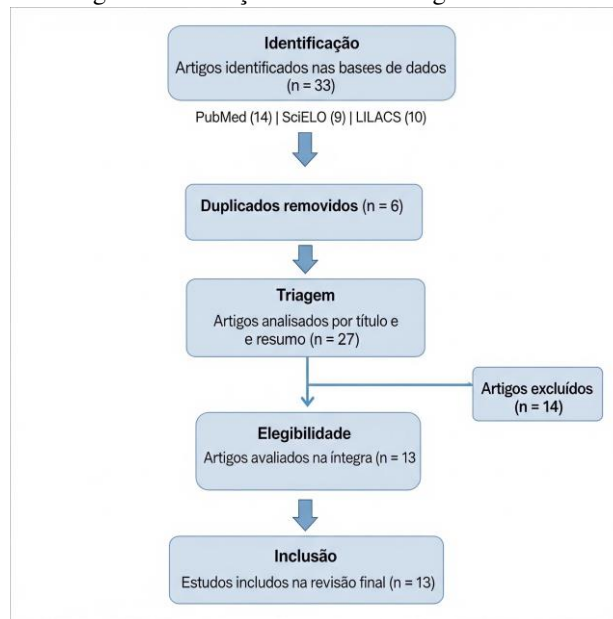 Identificação
Artigos identificados nas bases de dados
(n = 33)
PubMed (14) | SciELO (9) | LILACS (10)
Duplicados removidos (n = 6)
Triagem
Artigos analisados por título e
e resumo (n = 27)
Artigos excluídos
(n = 14)
Elegibilidade
Artigos avaliados na íntegra (n = 13
Inclusão
Estudos includos na revisão final (n = 13)